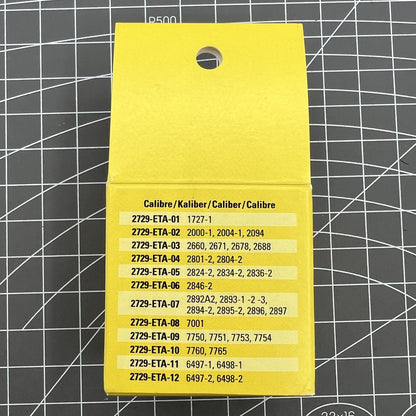 R500
Calibre/Kaliber/Caliber/Calibre
2729-ETA-01 1727-1
2729-ETA-02 2000-1, 2004-1, 2094
2729-ETA-03 2660, 2671, 2678, 2688
2729-ETA-04 2801-2, 2804-2
2729-ETA-05 2824-2, 2834-2, 2836-2
2729-ETA-06 2846-2
2729-ETA-07 2892A2, 2893-1 -2 -3,
2894-2, 2895-2, 2896, 2897
2729-ETA-08 7001
2729-ETA-09 7750, 7751, 7753, 7754
2729-ETA-10 7760, 7765
2729-ETA-11 6497-1, 6498-1
2729-ETA-12 6497-2, 6498-2